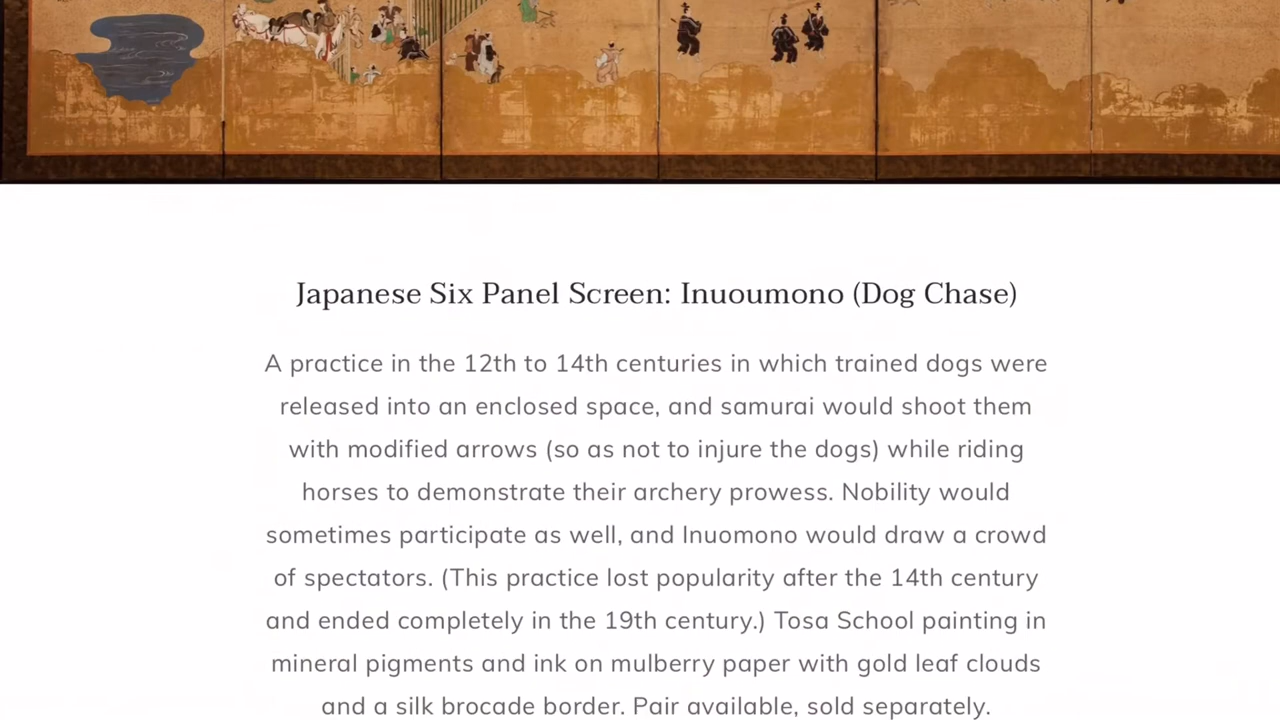 Japanese Six Panel Screen: Inuoumono (Dog Chase)
A practice in the 12th to 14th centuries in which trained dogs were
released into an enclosed space, and samurai would shoot them
with modified arrows (so as not to injure the dogs) while riding
horses to demonstrate their archery prowess. Nobility would
sometimes participate as well, and Inuomono would draw a crowd
of spectators. (This practice lost popularity after the 14th century
and ended completely in the 19th century.) Tosa School painting in
mineral pigments and ink on mulberry paper with gold leaf clouds
and a silk brocade border. Pair available, sold separately.